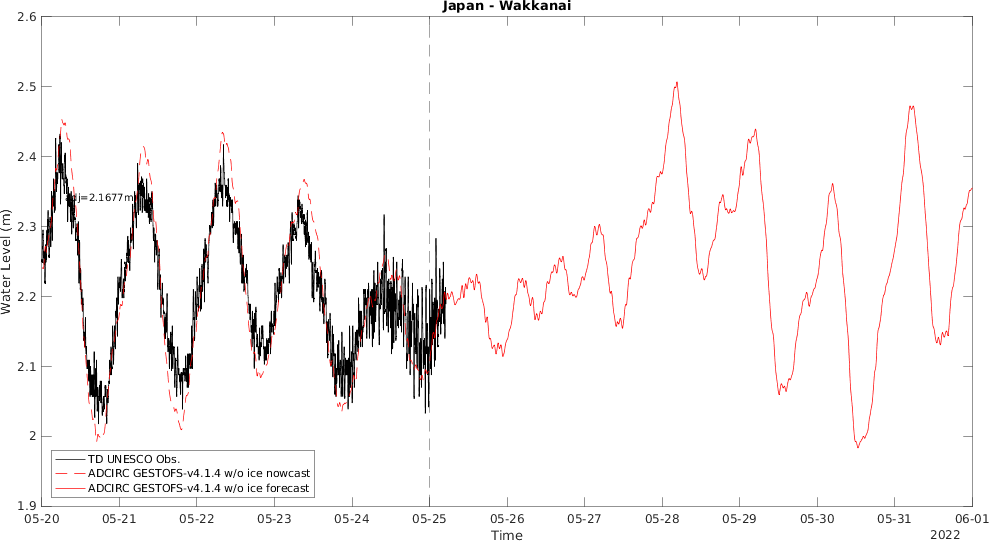 Japan - Wakkanai
2.6
2.5
2.4
2.3
2.2
2.1
2
1.9
Water Level (m)
j=2.1677m
TD UNESCO Obs.
ADCIRC GESTOFS-v4.1.4 w/o ice nowcast
ADCIRC GESTOFS-v4.1.4 w/o ice forecast
05-20 05-21 05-22 05-23 05-24 05-25 05-26 05-27 05-28 05-29 05-30 05-31 06-01
Time
2022